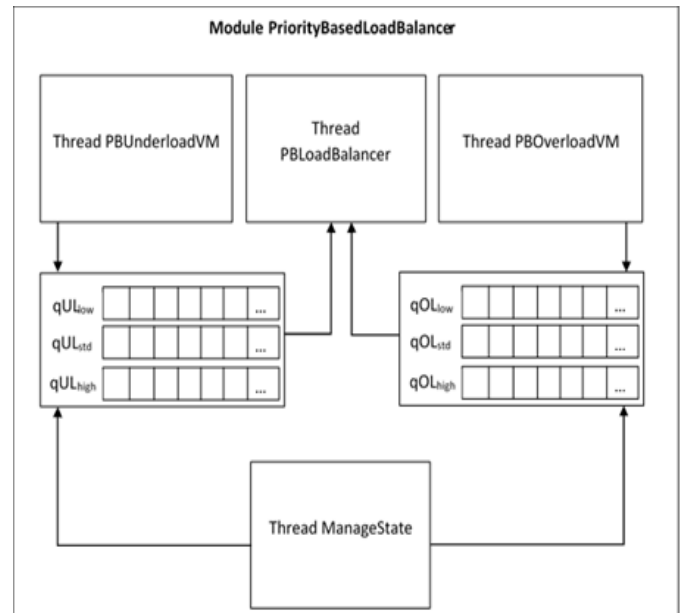 Module PriorityBasedLoadBalancer
Thread PBUnderloadVM
Thread
PBLoadBalancer
Thread PBOverloadVM
qULlow
...
qULstd
...
qULhigh
...
qOLlow
...
qOLstd
...
qOLhigh
...
Thread ManageState